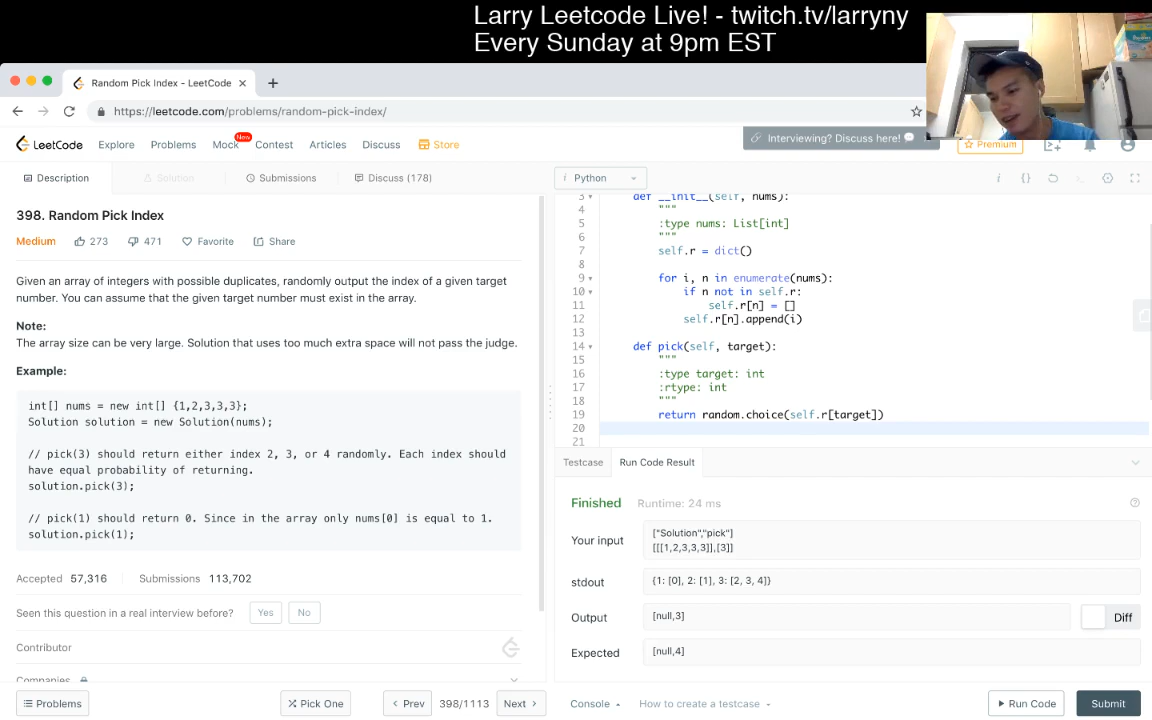 Larry Leetcode Live! - twitch.tv/larryny
Every Sunday at 9pm EST
Random Pick Index - LeetCode
https://leetcode.com/problems/random-pick-index/
LeetCode Explore Problems Mock New Contest Articles Discuss Store
Interviewing? Discuss here!
Premium
Description Solution Submissions Discuss (178)
398. Random Pick Index
Medium 273 471 Favorite Share
Given an array of integers with possible duplicates, randomly output the index of a given target
number. You can assume that the given target number must exist in the array.
Note:
The array size can be very large. Solution that uses too much extra space will not pass the judge.
Example:
int[] nums = new int[] {1,2,3,3,3};
Solution solution = new Solution(nums);
// pick(3) should return either index 2, 3, or 4 randomly. Each index should
have equal probability of returning.
solution.pick(3);
// pick(1) should return 0. Since in the array only nums[0] is equal to 1.
solution.pick(1);
Accepted 57,316 Submissions 113,702
Seen this question in a real interview before? Yes No
Contributor
Companies
Problems Pick One Prev 398/1113 Next
i Python
3 def __init__(self, nums):
4 """
5 :type nums: List[int]
6 """
7 self.r = dict()
8
9 for i, n in enumerate(nums):
10 if n not in self.r:
11 self.r[n] = []
12 self.r[n].append(i)
13
14 def pick(self, target):
15 """
16 :type target: int
17 :rtype: int
18 """
19 return random.choice(self.r[target])
20
21
Testcase Run Code Result
Finished Runtime: 24 ms
Your input
["Solution","pick"]
[[[1,2,3,3,3]],[3]]
stdout {1: [0], 2: [1], 3: [2, 3, 4]}
Output [null,3] Diff
Expected [null,4]
Console How to create a testcase Run Code Submit